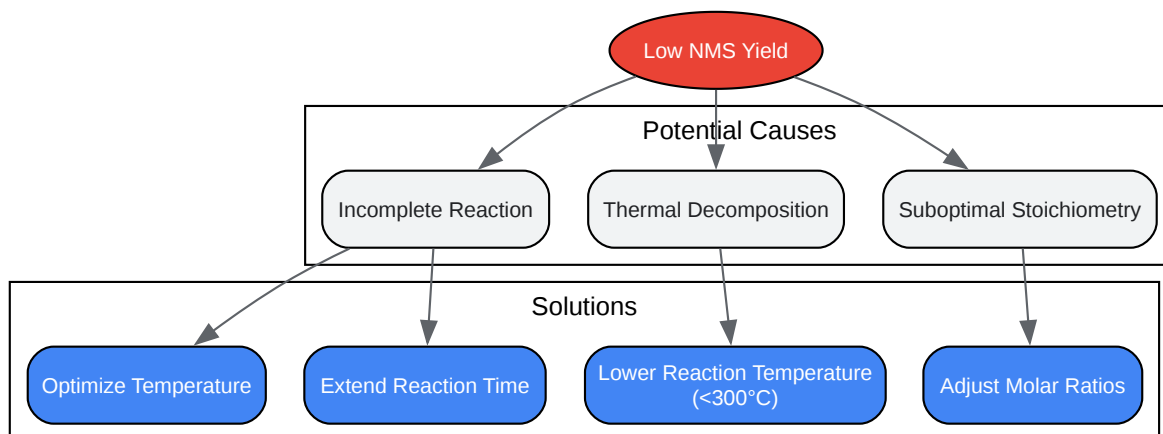 Low NMS Yield
Potential Causes
Incomplete Reaction
Thermal Decomposition
Suboptimal Stoichiometry
Solutions
Optimize Temperature
Extend Reaction Time
Lower Reaction Temperature
(<300°C)
Adjust Molar Ratios